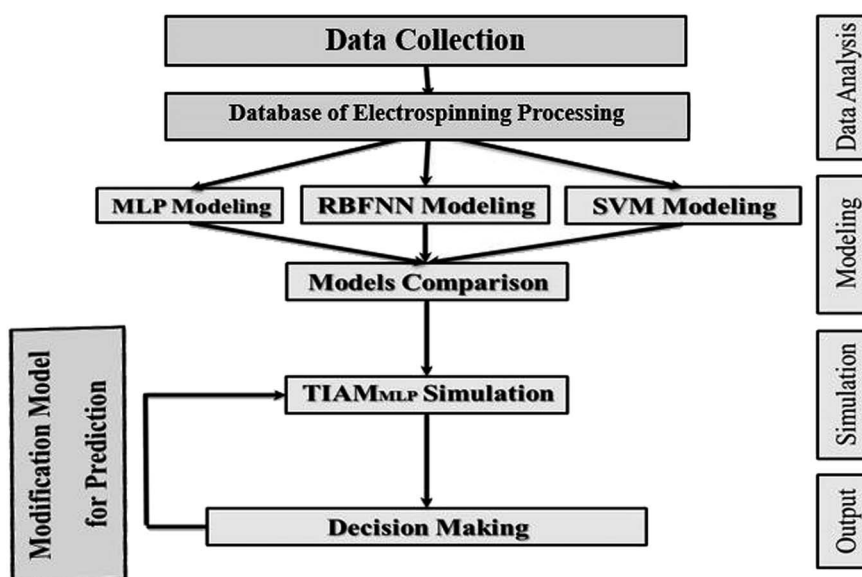 Data Collection
Database of Electrospinning Processing
MLP Modeling
RBFNN Modeling
SVM Modeling
Models Comparison
TIAMMLP Simulation
Decision Making
Modification Model
for Prediction
Data Analysis
Modeling
Simulation
Output